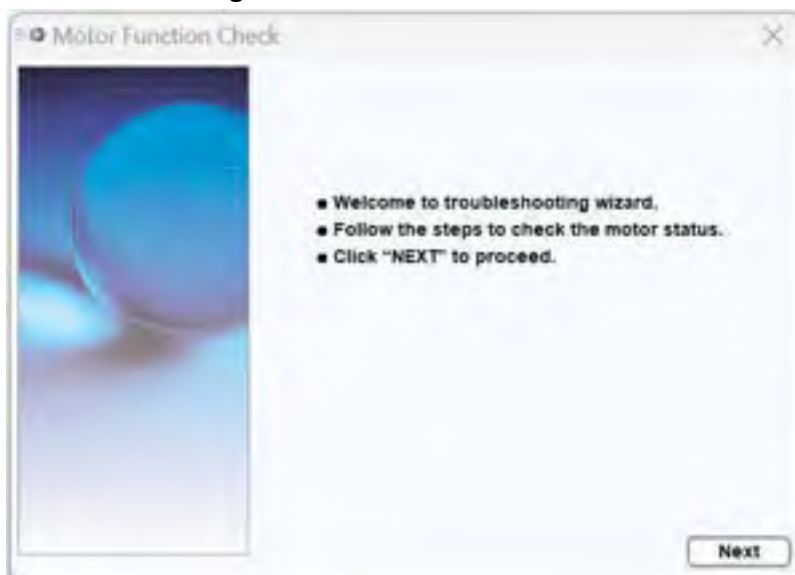 Motor Function Check
• Welcome to troubleshooting wizard.
• Follow the steps to check the motor status.
• Click “NEXT” to proceed.
Next